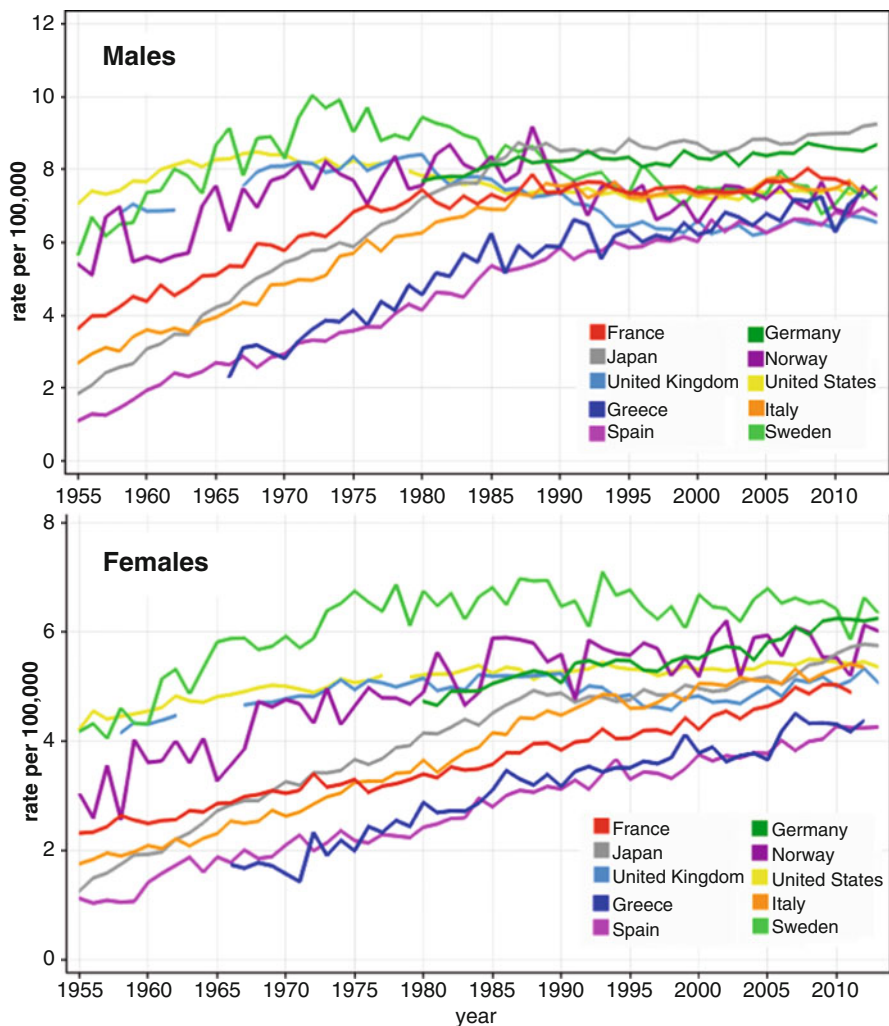 12
10
8
6
4
2
0
rate per 100,000
Males
France
Japan
United Kingdom
Greece
Spain
Germany
Norway
United States
Italy
Sweden
1955 1960 1965 1970 1975 1980 1985 1990 1995 2000 2005 2010
8
6
4
2
0
rate per 100,000
Females
France
Japan
United Kingdom
Greece
Spain
Germany
Norway
United States
Italy
Sweden
1955 1960 1965 1970 1975 1980 1985 1990 1995 2000 2005 2010
year